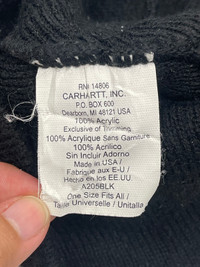 RN# 14806
CARHARTT, INC.
P.O. BOX 600
Dearborn, MI 48121 USA
100% Acrylic
Exclusive of Trimming
100% Acrylique Sans Garniture
100% Acrilico
Sin Incluir Adorno
Made in USA /
Fabriqué aux E-U /
Hecho en los EE.UU.
A205BLK
One Size Fits All /
Taille Universelle / Unitalla